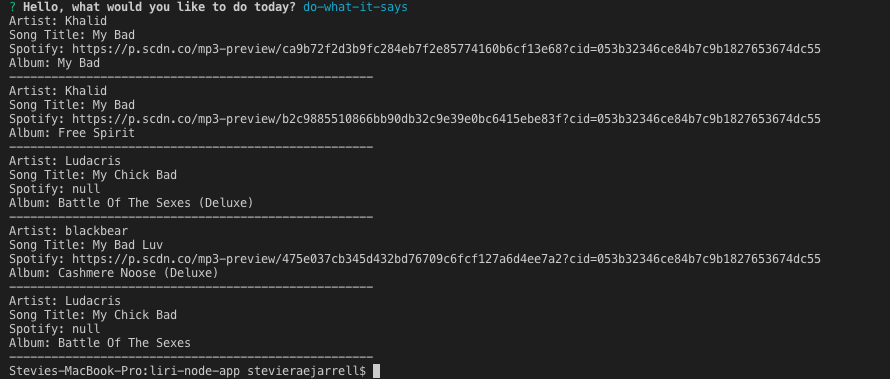 ? Hello, what would you like to do today? do-what-it-says
Artist: Khalid
Song Title: My Bad
Spotify: https://p.scdn.co/mp3-preview/ca9b72f2d3b9fc284eb7f2e85774160b6cf13e68?cid=053b32346ce84b7c9b1827653674dc55
Album: My Bad
----------------------------------------------------
Artist: Khalid
Song Title: My Bad
Spotify: https://p.scdn.co/mp3-preview/b2c9885510866bb90db32c9e39e0bc6415ebe83f?cid=053b32346ce84b7c9b1827653674dc55
Album: Free Spirit
----------------------------------------------------
Artist: Ludacris
Song Title: My Chick Bad
Spotify: null
Album: Battle Of The Sexes (Deluxe)
----------------------------------------------------
Artist: blackbear
Song Title: My Bad Luv
Spotify: https://p.scdn.co/mp3-preview/475e037cb345d432bd76709c6fcf127a6d4ee7a2?cid=053b32346ce84b7c9b1827653674dc55
Album: Cashmere Noose (Deluxe)
----------------------------------------------------
Artist: Ludacris
Song Title: My Chick Bad
Spotify: null
Album: Battle Of The Sexes
----------------------------------------------------
Stevies-MacBook-Pro:liri-node-app stevieraejarrell$